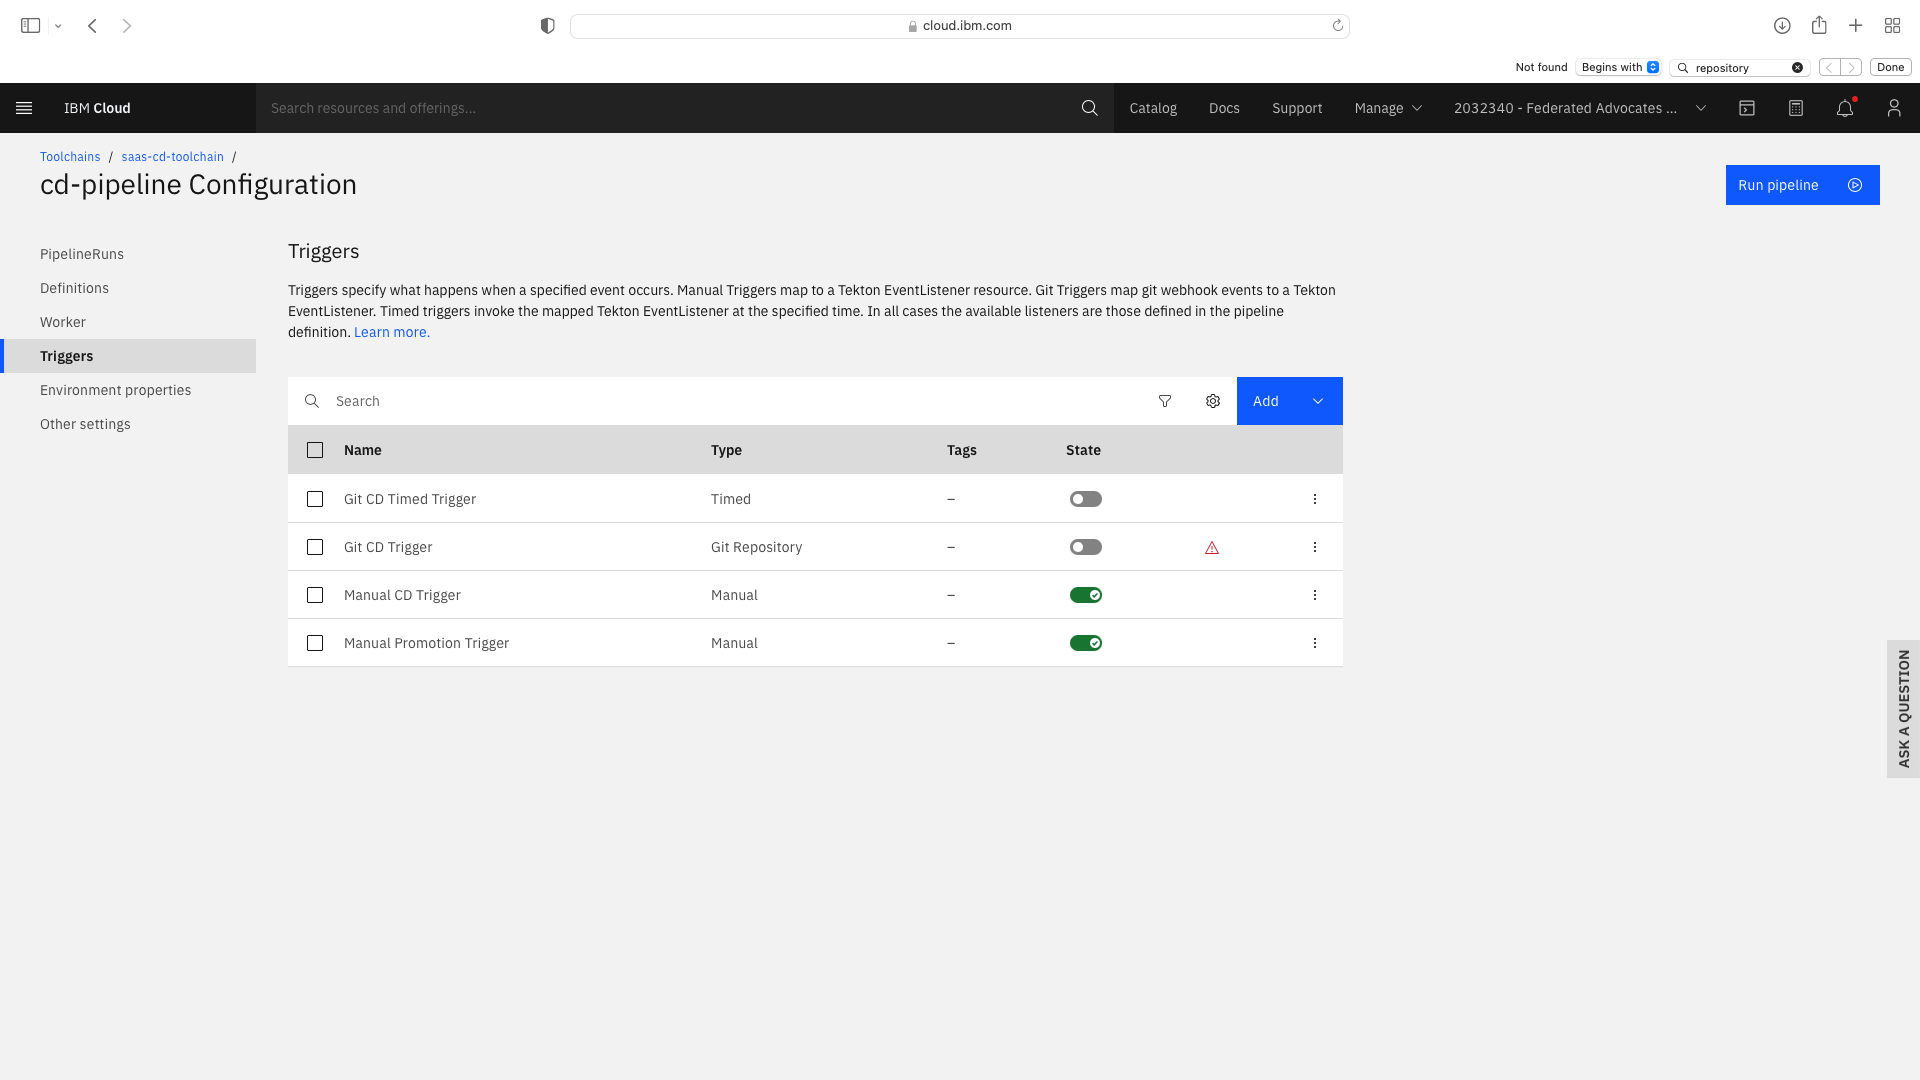 cloud.ibm.com
Not found Begins with repository Done
IBM Cloud Search resources and offerings... Catalog Docs Support Manage 2032340 - Federated Advocates ...
Toolchains / saas-cd-toolchain /
cd-pipeline Configuration
Run pipeline
PipelineRuns
Definitions
Worker
Triggers
Environment properties
Other settings
Triggers
Triggers specify what happens when a specified event occurs. Manual Triggers map to a Tekton EventListener resource. Git Triggers map git webhook events to a Tekton
EventListener. Timed triggers invoke the mapped Tekton EventListener at the specified time. In all cases the available listeners are those defined in the pipeline
definition. Learn more.
Search Add
Name Type Tags State
Git CD Timed Trigger Timed –
Git CD Trigger Git Repository –
Manual CD Trigger Manual –
Manual Promotion Trigger Manual –
ASK A QUESTION